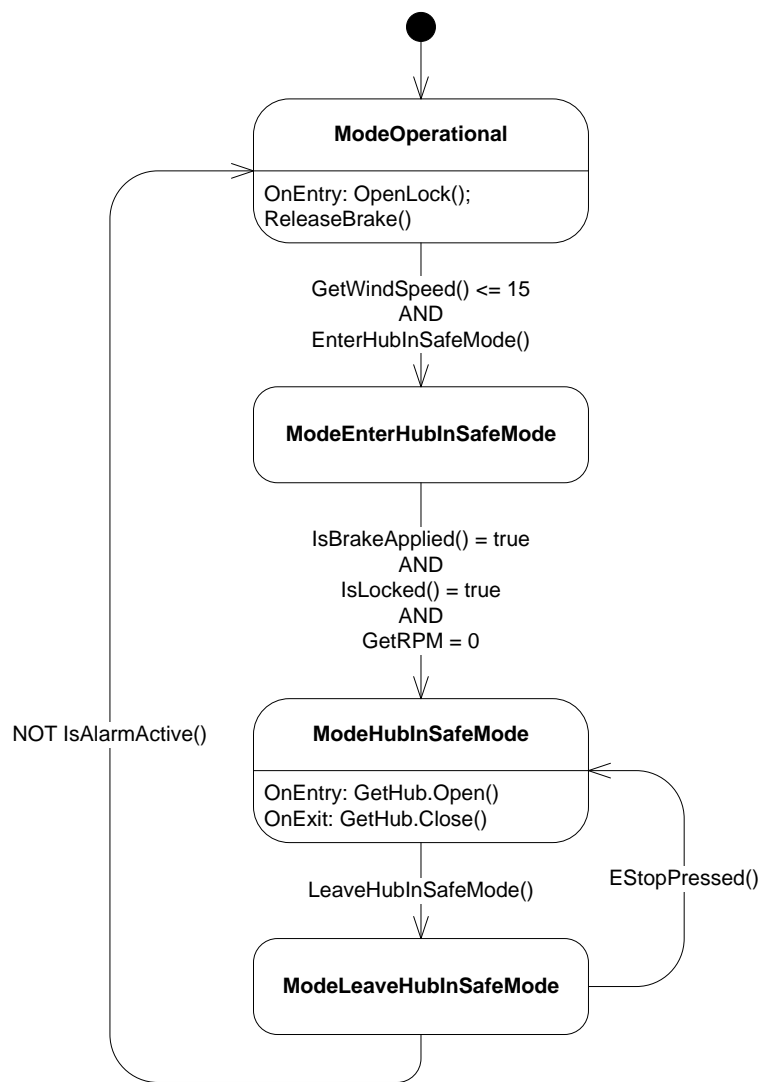 ModeOperational
OnEntry: OpenLock();
ReleaseBrake()
GetWindSpeed() <= 15
AND
EnterHubInSafeMode()
ModeEnterHubInSafeMode
IsBrakeApplied() = true
AND
IsLocked() = true
AND
GetRPM = 0
NOT IsAlarmActive()
ModeHubInSafeMode
OnEntry: GetHub.Open()
OnExit: GetHub.Close()
LeaveHubInSafeMode()
EStopPressed()
ModeLeaveHubInSafeMode